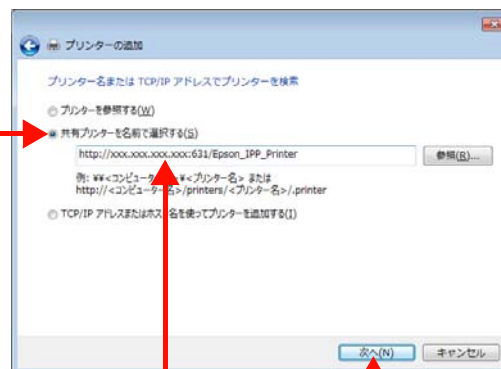 プリンターの追加
プリンター名または TCP/IP アドレスでプリンターを検索
プリンターを参照する(W)
共有プリンターを名前で選択する(S)
http://xxx.xxx.xxx.xxx:631/Epson_IPP_Printer
参照(R)...
例: ¥¥<コンピューター名>¥<プリンター名> または
http://<コンピューター名>/printers/<プリンター名>/.printer
TCP/IP アドレスまたはホスト名を使ってプリンターを追加する(I)
次へ(N)
キャンセル